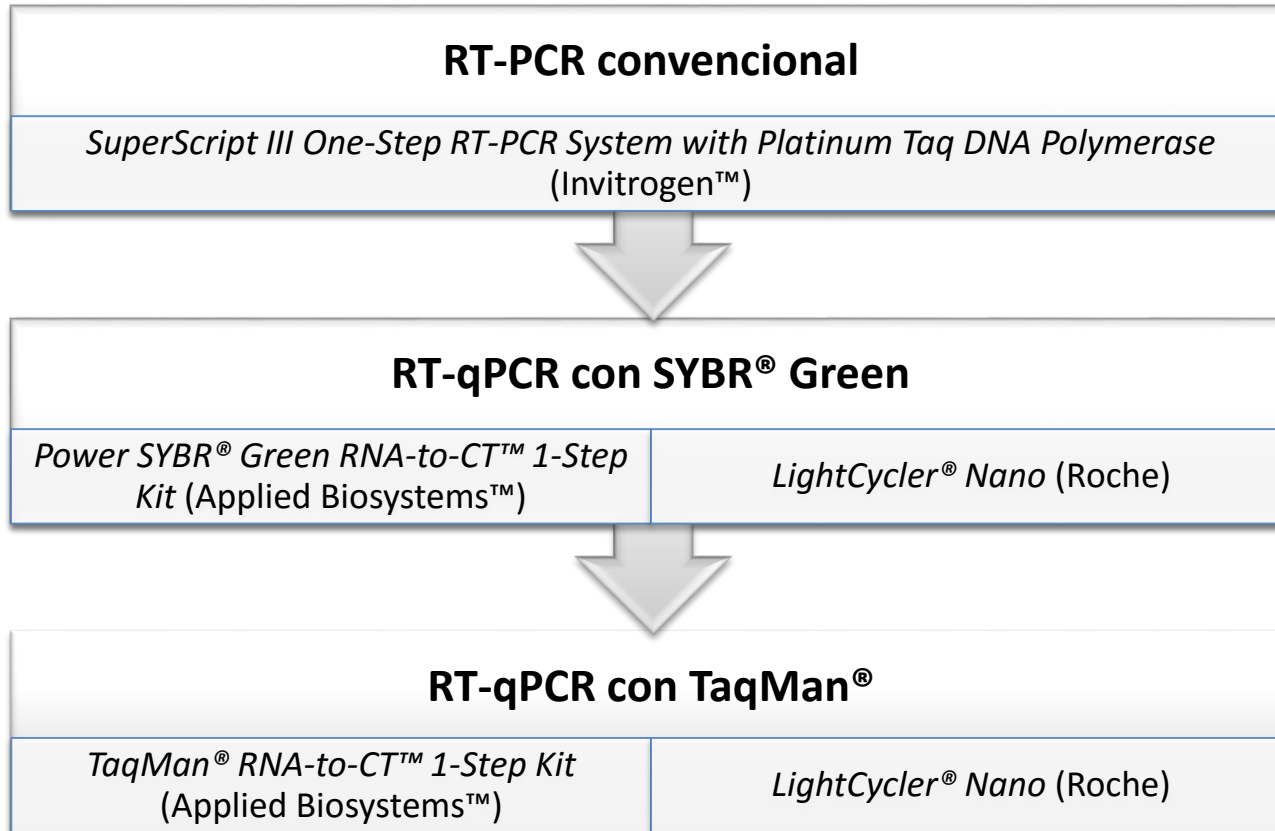 RT-PCR convencional
SuperScript III One-Step RT-PCR System with Platinum Taq DNA Polymerase
(Invitrogen™)
RT-qPCR con SYBR® Green
Power SYBR® Green RNA-to-CT™ 1-Step
Kit (Applied Biosystems™)
LightCycler® Nano (Roche)
RT-qPCR con TaqMan®
TaqMan® RNA-to-CT™ 1-Step Kit
(Applied Biosystems™)
LightCycler® Nano (Roche)